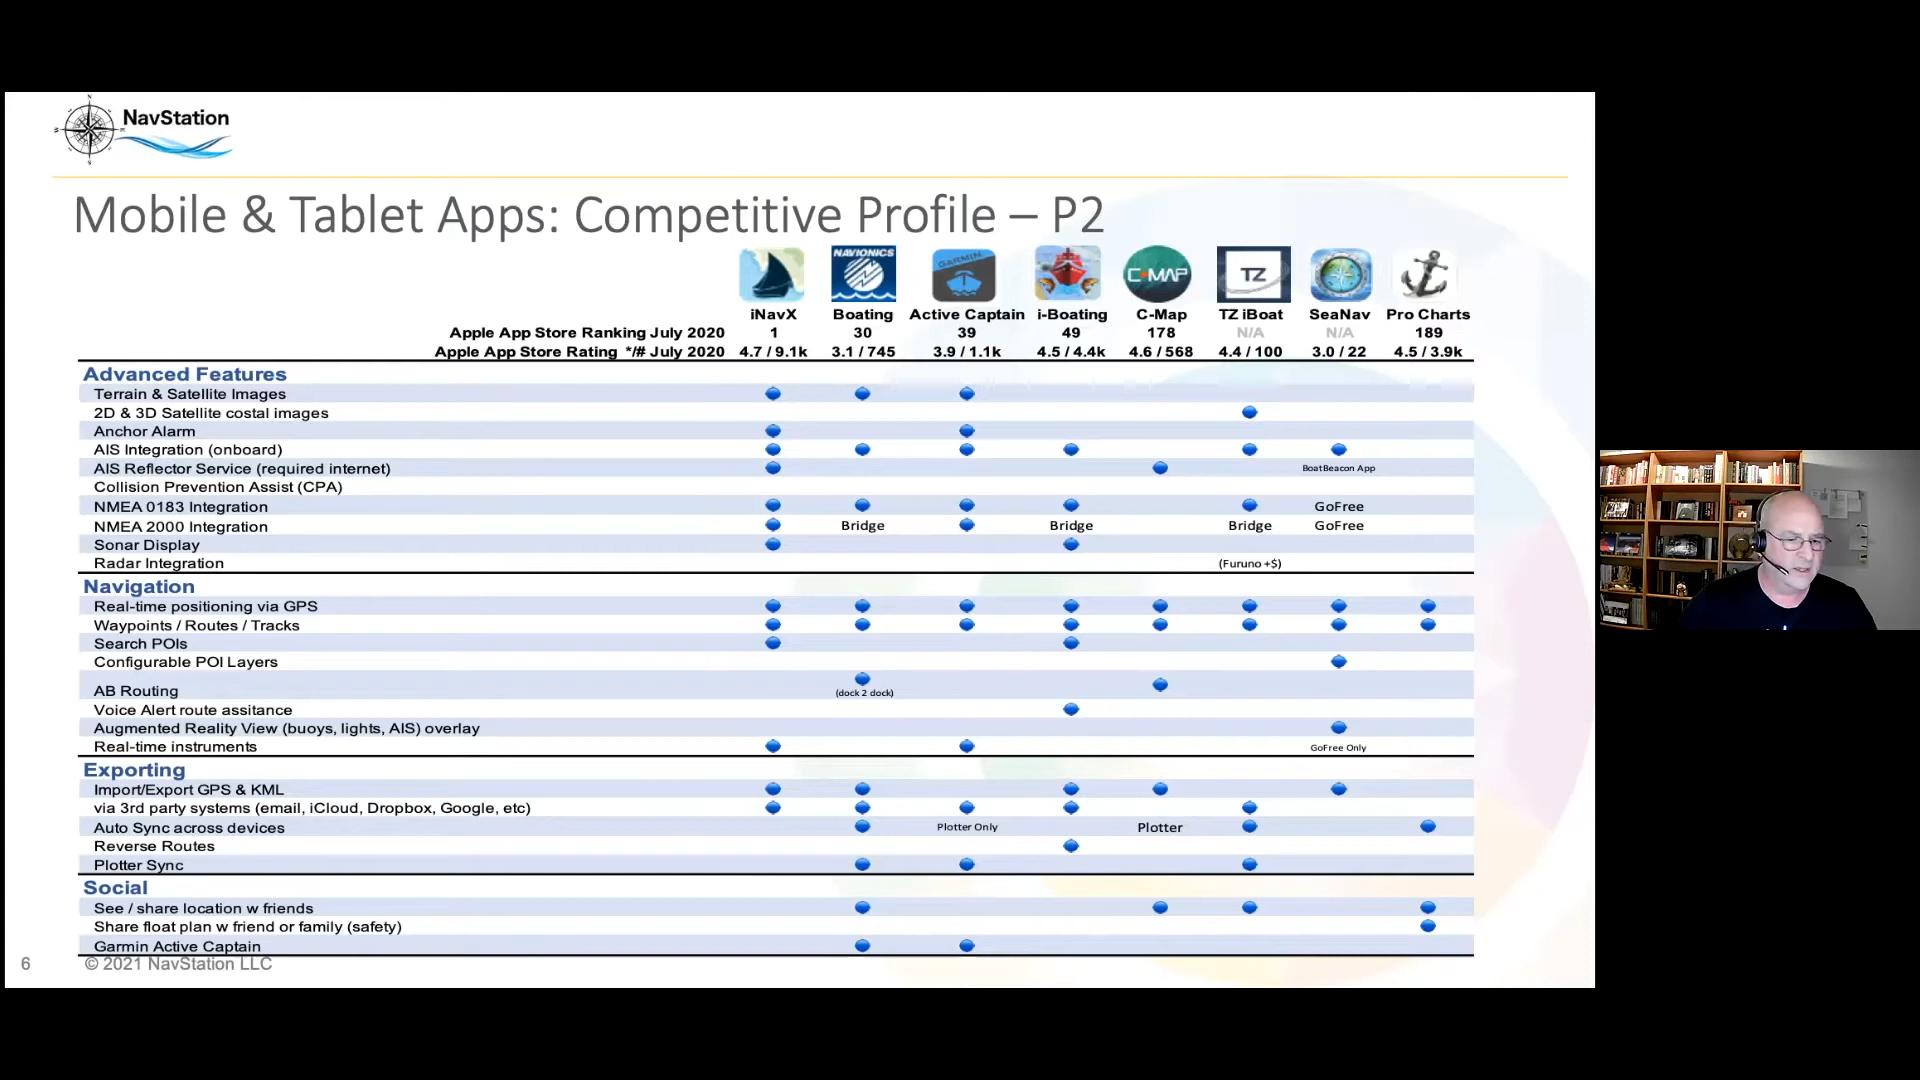 NavStation
Mobile & Tablet Apps: Competitive Profile – P2
NAVIONICS
GARMIN
C-MAP
TZ
iNavX Boating Active Captain i-Boating C-Map TZ iBoat SeaNav Pro Charts
Apple App Store Ranking July 2020 1 30 39 49 178 N/A N/A 189
Apple App Store Rating */# July 2020 4.7 / 9.1k 3.1 / 745 3.9 / 1.1k 4.5 / 4.4k 4.6 / 568 4.4 / 100 3.0 / 22 4.5 / 3.9k
Advanced Features
Terrain & Satellite Images
2D & 3D Satellite costal images
Anchor Alarm
AIS Integration (onboard)
AIS Reflector Service (required internet) BoatBeacon App
Collision Prevention Assist (CPA)
NMEA 0183 Integration GoFree
NMEA 2000 Integration Bridge Bridge Bridge GoFree
Sonar Display
Radar Integration (Furuno +$)
Navigation
Real-time positioning via GPS
Waypoints / Routes / Tracks
Search POIs
Configurable POI Layers
AB Routing (dock 2 dock)
Voice Alert route assitance
Augmented Reality View (buoys, lights, AIS) overlay
Real-time instruments GoFree Only
Exporting
Import/Export GPS & KML
via 3rd party systems (email, iCloud, Dropbox, Google, etc)
Auto Sync across devices Plotter Only Plotter
Reverse Routes
Plotter Sync
Social
See / share location w friends
Share float plan w friend or family (safety)
Garmin Active Captain
6 © 2021 NavStation LLC